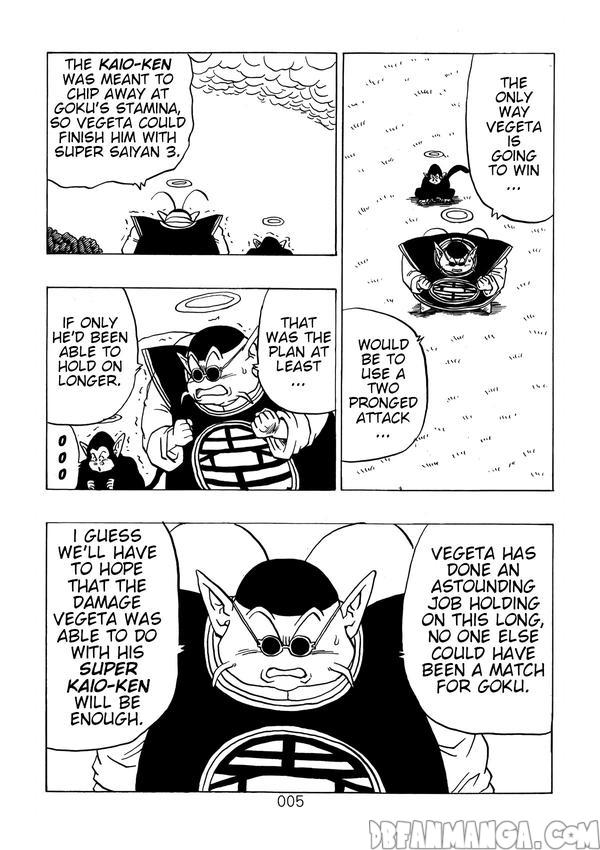 THE
ONLY
WAY
VEGETA
IS
GOING
TO WIN
...
WOULD
BE TO
USE A
TWO
PRONGED
ATTACK
...
THE KAIO-KEN
WAS MEANT TO
CHIP AWAY AT
GOKU'S STAMINA,
SO VEGETA COULD
FINISH HIM WITH
SUPER SAIYAN 3.
THAT
WAS THE
PLAN AT
LEAST
...
IF ONLY
HE'D BEEN
ABLE TO
HOLD ON
LONGER.
VEGETA HAS
DONE AN
ASTOUNDING
JOB HOLDING
ON THIS LONG,
NO ONE ELSE
COULD HAVE
BEEN A MATCH
FOR GOKU.
I GUESS
WE'LL HAVE
TO HOPE
THAT THE
DAMAGE
VEGETA WAS
ABLE TO DO
WITH HIS
SUPER
KAIO-KEN
WILL BE
ENOUGH.
005
DBFANMANGA.COM